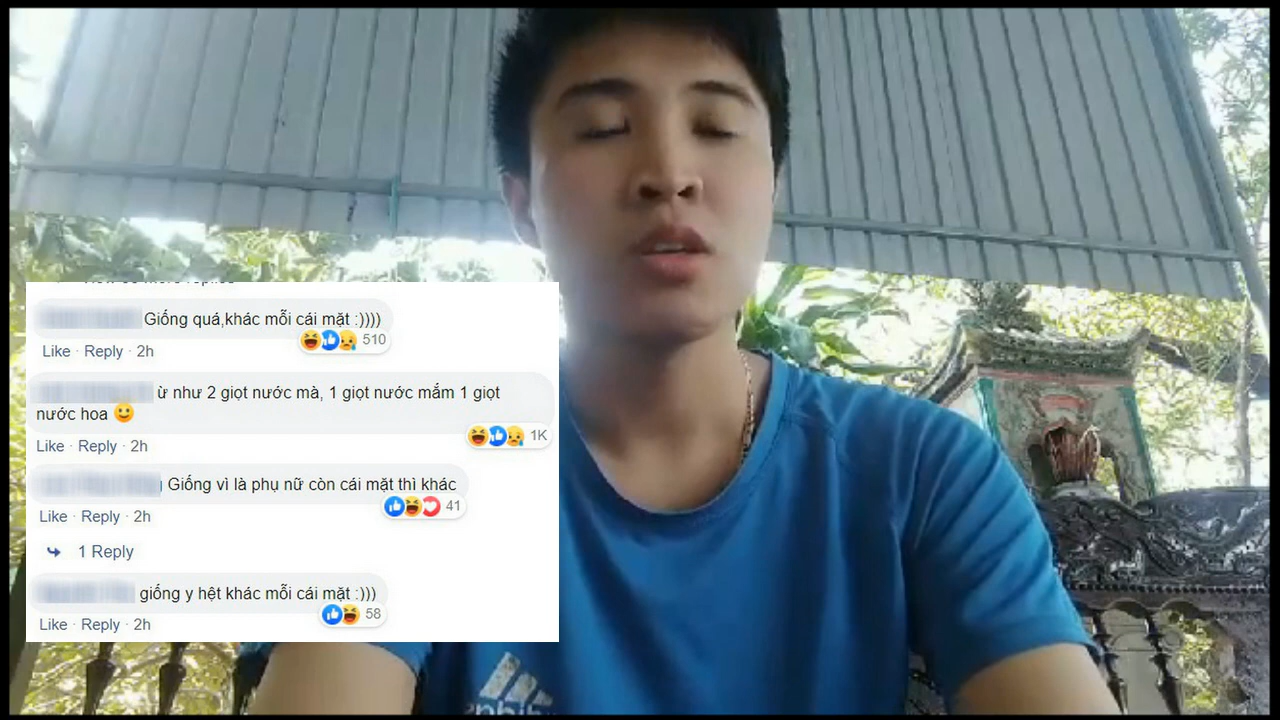 Giống quá,khác mỗi cái mặt :))))
510
Like · Reply · 2h
ừ như 2 giọt nước mà, 1 giọt nước mắm 1 giọt
nước hoa
1K
Like · Reply · 2h
Giống vì là phụ nữ còn cái mặt thì khác
41
Like · Reply · 2h
1 Reply
giống y hệt khác mỗi cái mặt :)))
58
Like · Reply · 2h